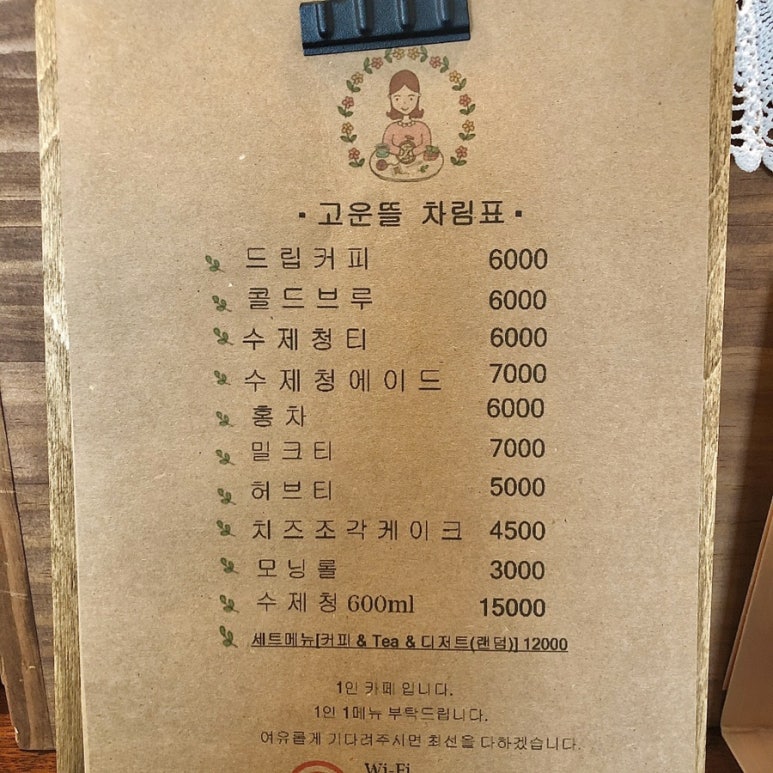 ▪ 고운뜰 차림표 ▪
드립커피 6000
콜드브루 6000
수제청티 6000
수제청에이드 7000
홍차 6000
밀크티 7000
허브티 5000
치즈조각케이크 4500
모닝롤 3000
수제청 600ml 15000
세트메뉴[커피 & Tea & 디저트(랜덤)] 12000
1인 카페 입니다.
1인 1메뉴 부탁드립니다.
여유롭게 기다려주시면 최선을 다하겠습니다.
Wi-Fi